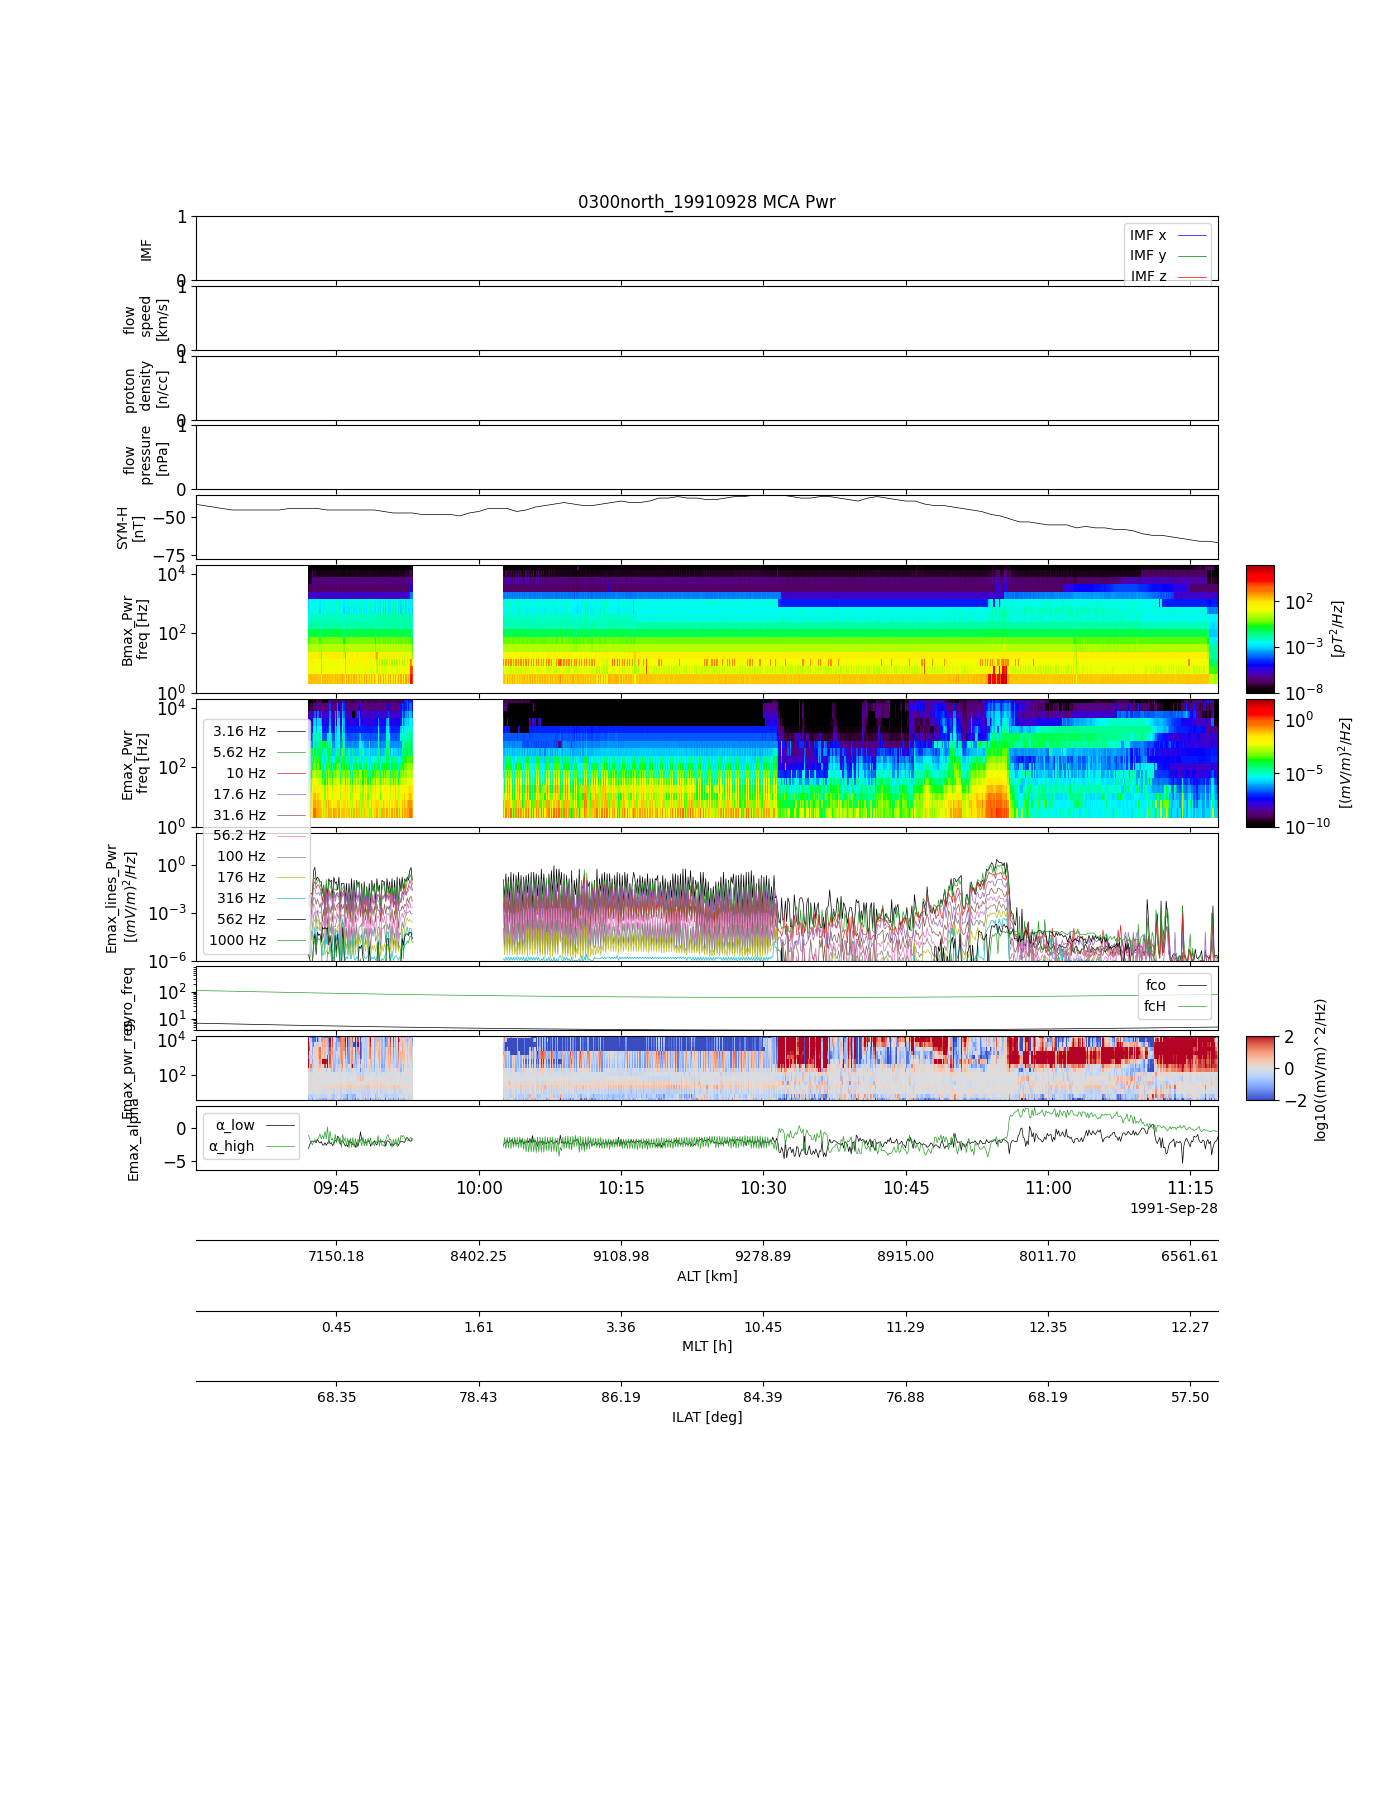 0300north_19910928 MCA Pwr
1
IMF
0
IMF x
IMF y
IMF z
1
flow
speed
[km/s]
0
1
proton
density
[n/cc]
0
1
flow
pressure
[nPa]
0
SYM-H
[nT]
−50
−75
Bmax_Pwr
freq [Hz]
10^4
10^2
10^0
10^2
10^−3
10^−8
[pT^2/Hz]
Emax_Pwr
freq [Hz]
10^4
10^2
10^0
10^0
10^−5
10^−10
[(mV/m)^2/Hz]
3.16 Hz
5.62 Hz
10 Hz
17.6 Hz
31.6 Hz
56.2 Hz
100 Hz
176 Hz
316 Hz
562 Hz
1000 Hz
Emax_lines_Pwr
[(mV/m)^2/Hz]
10^0
10^−3
10^−6
gyro_freq
10^2
10^1
fco
fcH
Emax_pwr_res
10^4
10^2
2
0
−2
log10((mV/m)^2/Hz)
Emax_alpha
0
−5
α_low
α_high
09:45 10:00 10:15 10:30 10:45 11:00 11:15
1991-Sep-28
7150.18 8402.25 9108.98 9278.89 8915.00 8011.70 6561.61
ALT [km]
0.45 1.61 3.36 10.45 11.29 12.35 12.27
MLT [h]
68.35 78.43 86.19 84.39 76.88 68.19 57.50
ILAT [deg]